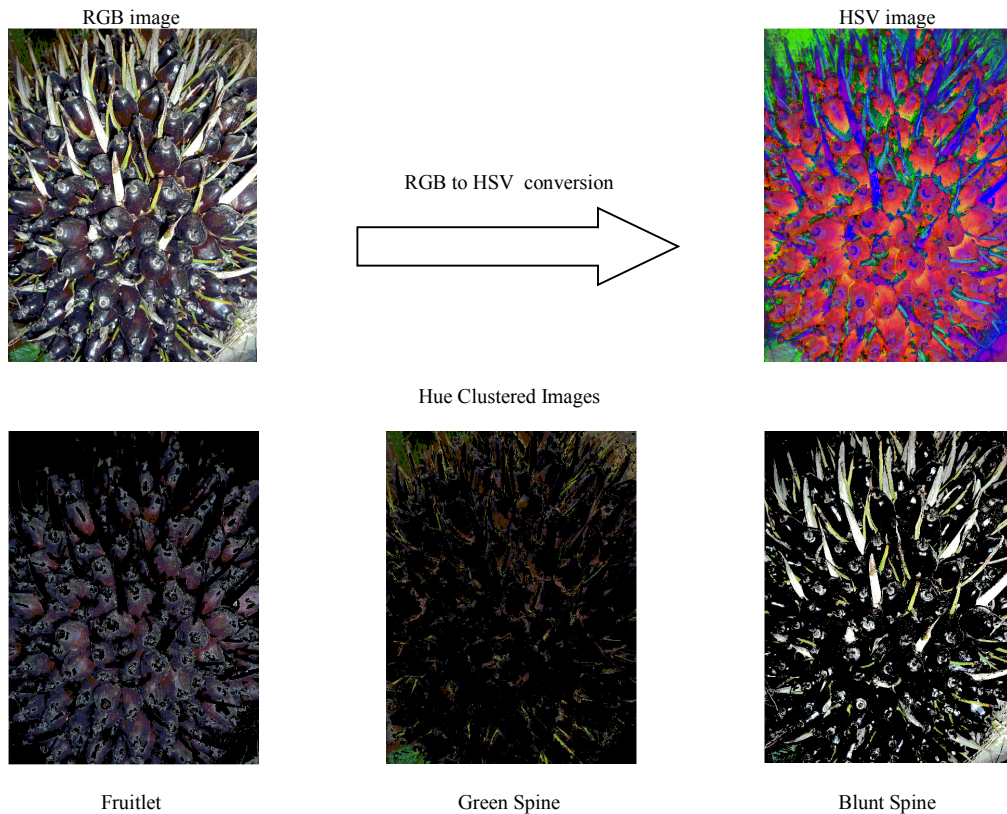 RGB image
HSV image
RGB to HSV  conversion
Hue Clustered Images
Fruitlet
Green Spine
Blunt Spine